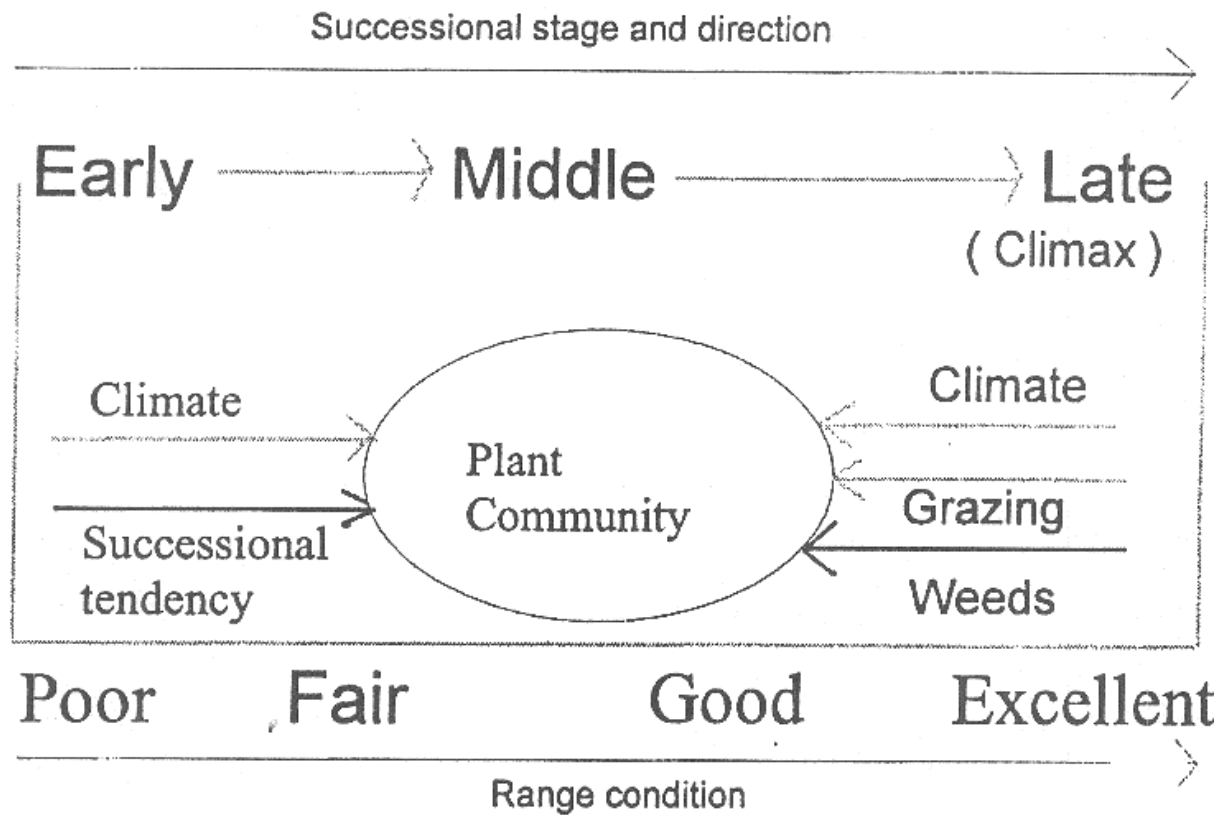 Successional stage and direction
Early Middle Late
( Climax )
Climate
Successional
tendency
Plant
Community
Climate
Grazing
Weeds
Poor Fair Good Excellent
Range condition